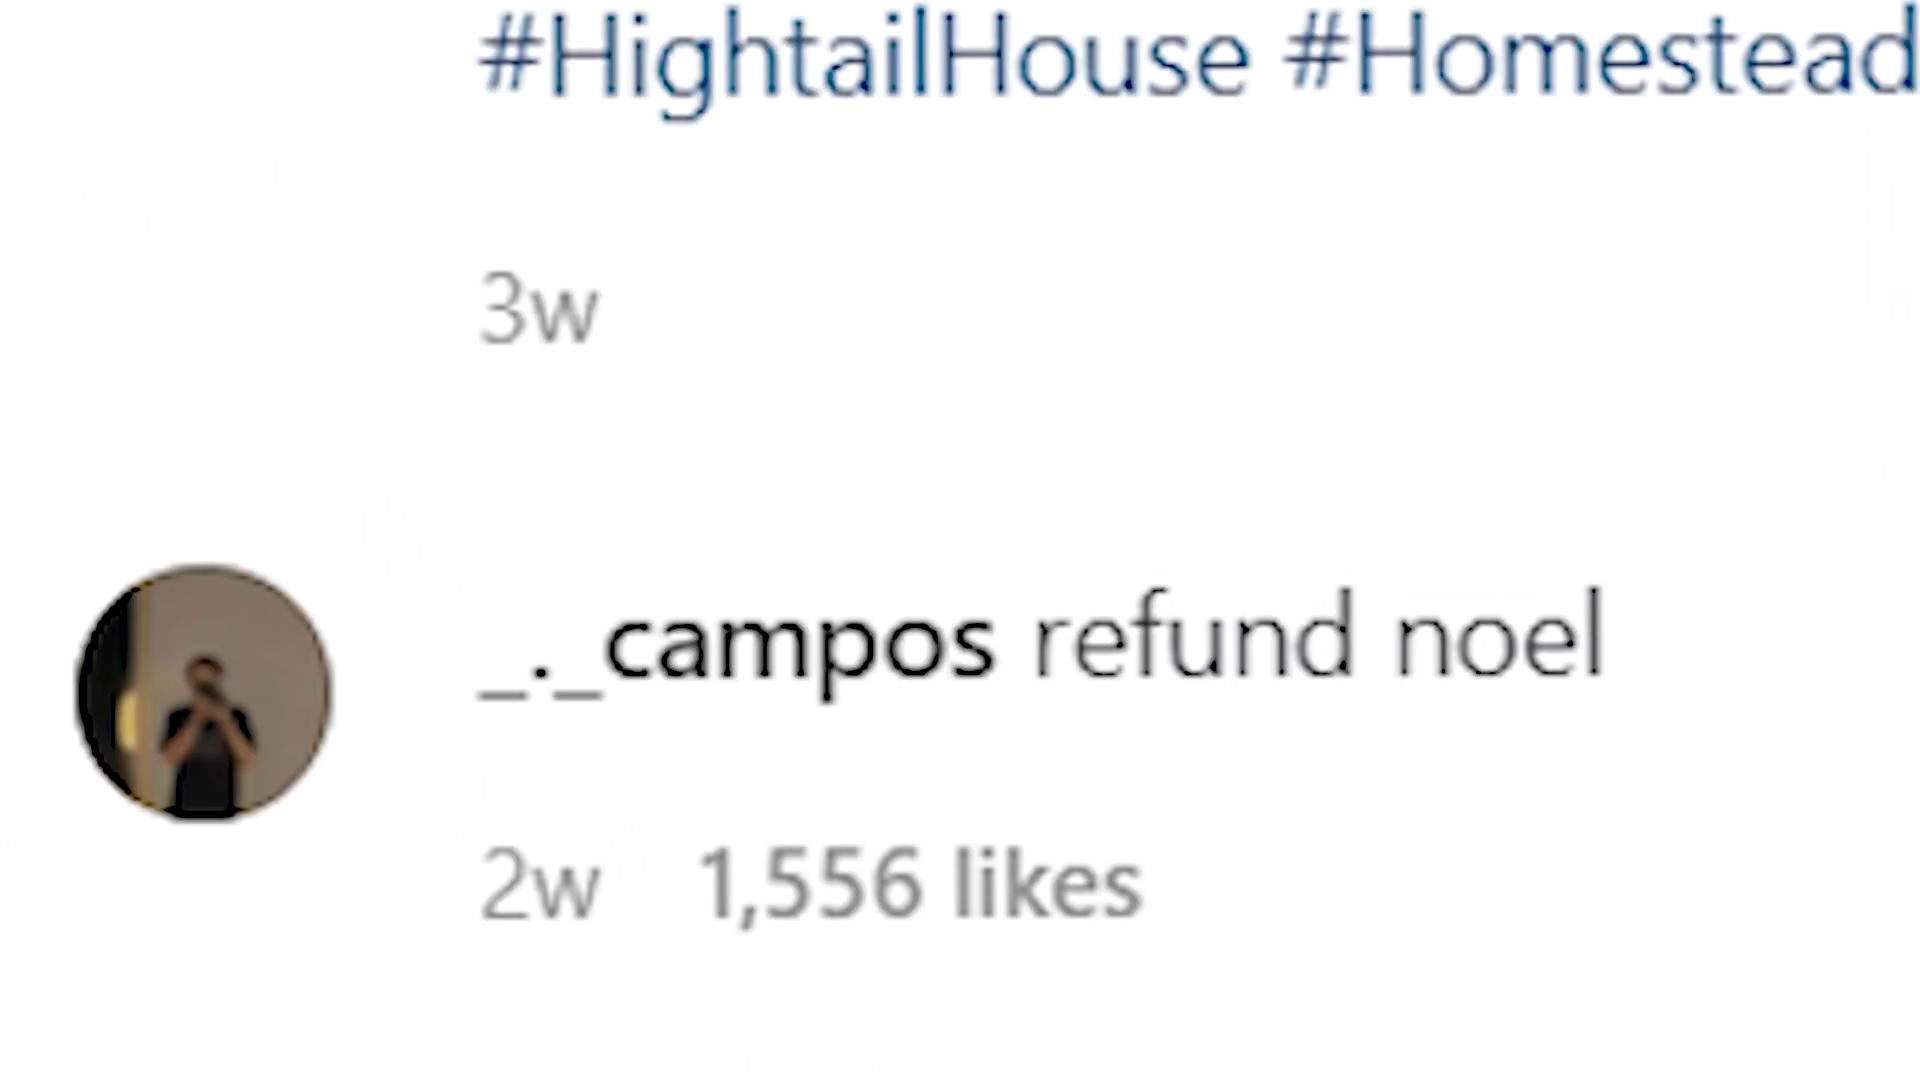 #HightailHouse #Homestead
3w
_._campos refund noel
2w 1,556 likes